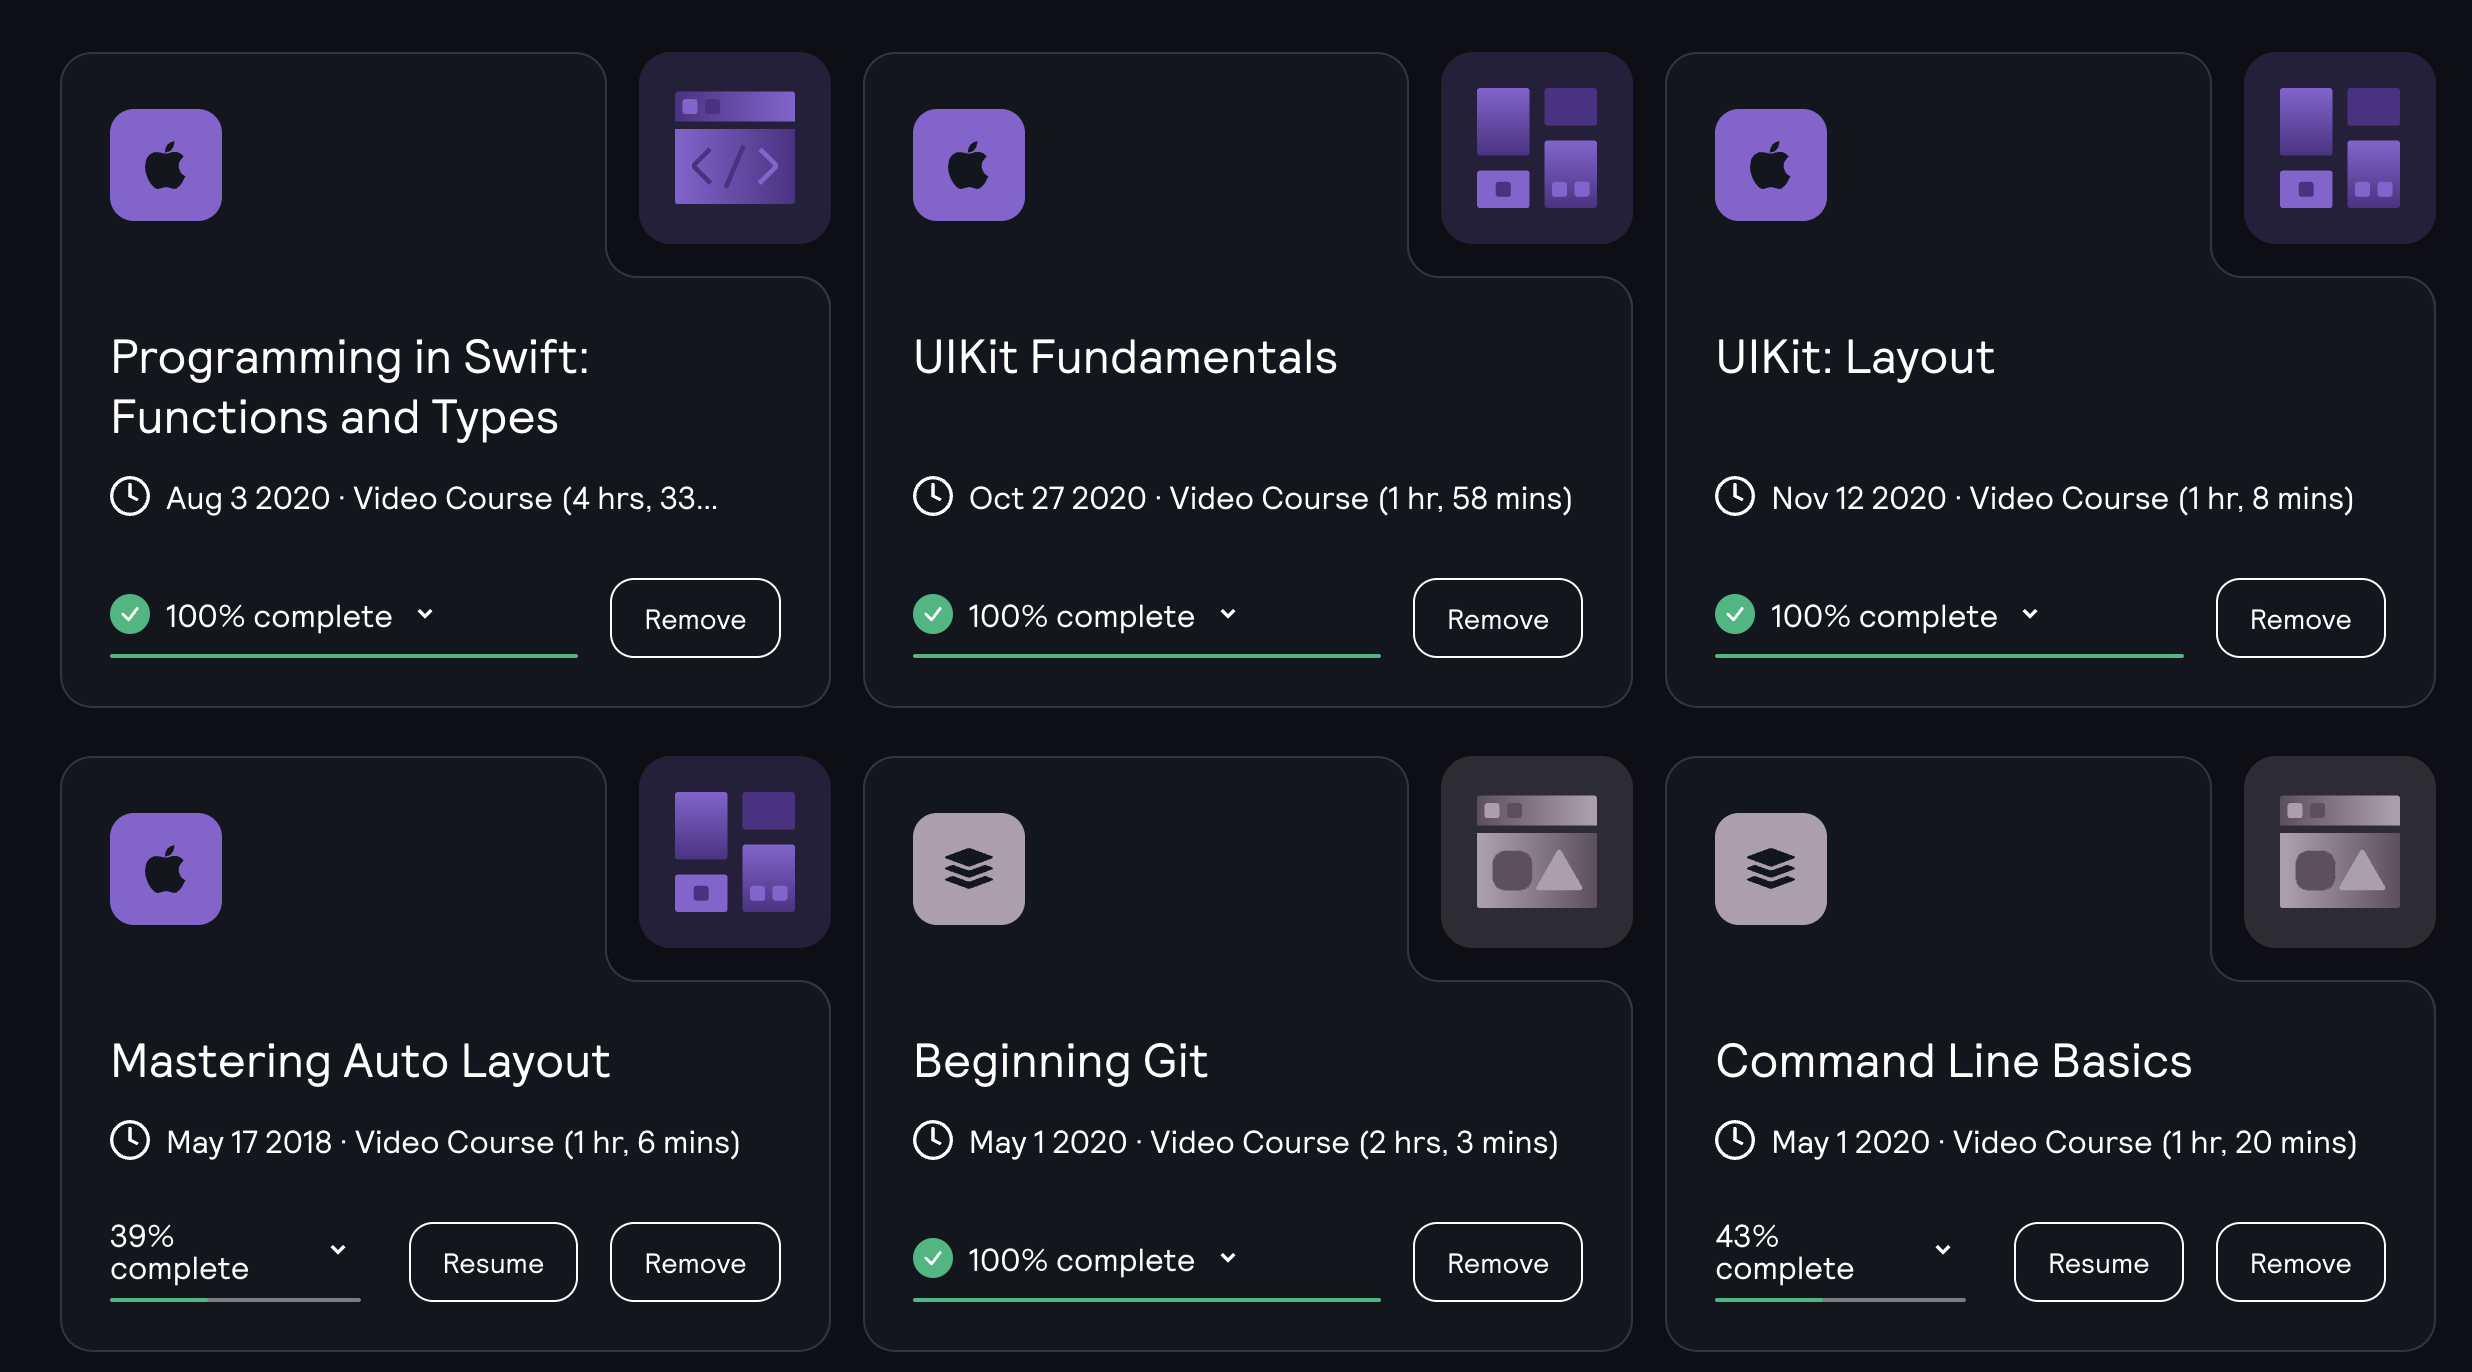 Programming in Swift:
Functions and Types
Aug 3 2020 · Video Course (4 hrs, 33...
100% complete
Remove
UIKit Fundamentals
Oct 27 2020 · Video Course (1 hr, 58 mins)
100% complete
Remove
UIKit: Layout
Nov 12 2020 · Video Course (1 hr, 8 mins)
100% complete
Remove
Mastering Auto Layout
May 17 2018 · Video Course (1 hr, 6 mins)
39%
complete
Resume
Remove
Beginning Git
May 1 2020 · Video Course (2 hrs, 3 mins)
100% complete
Remove
Command Line Basics
May 1 2020 · Video Course (1 hr, 20 mins)
43%
complete
Resume
Remove